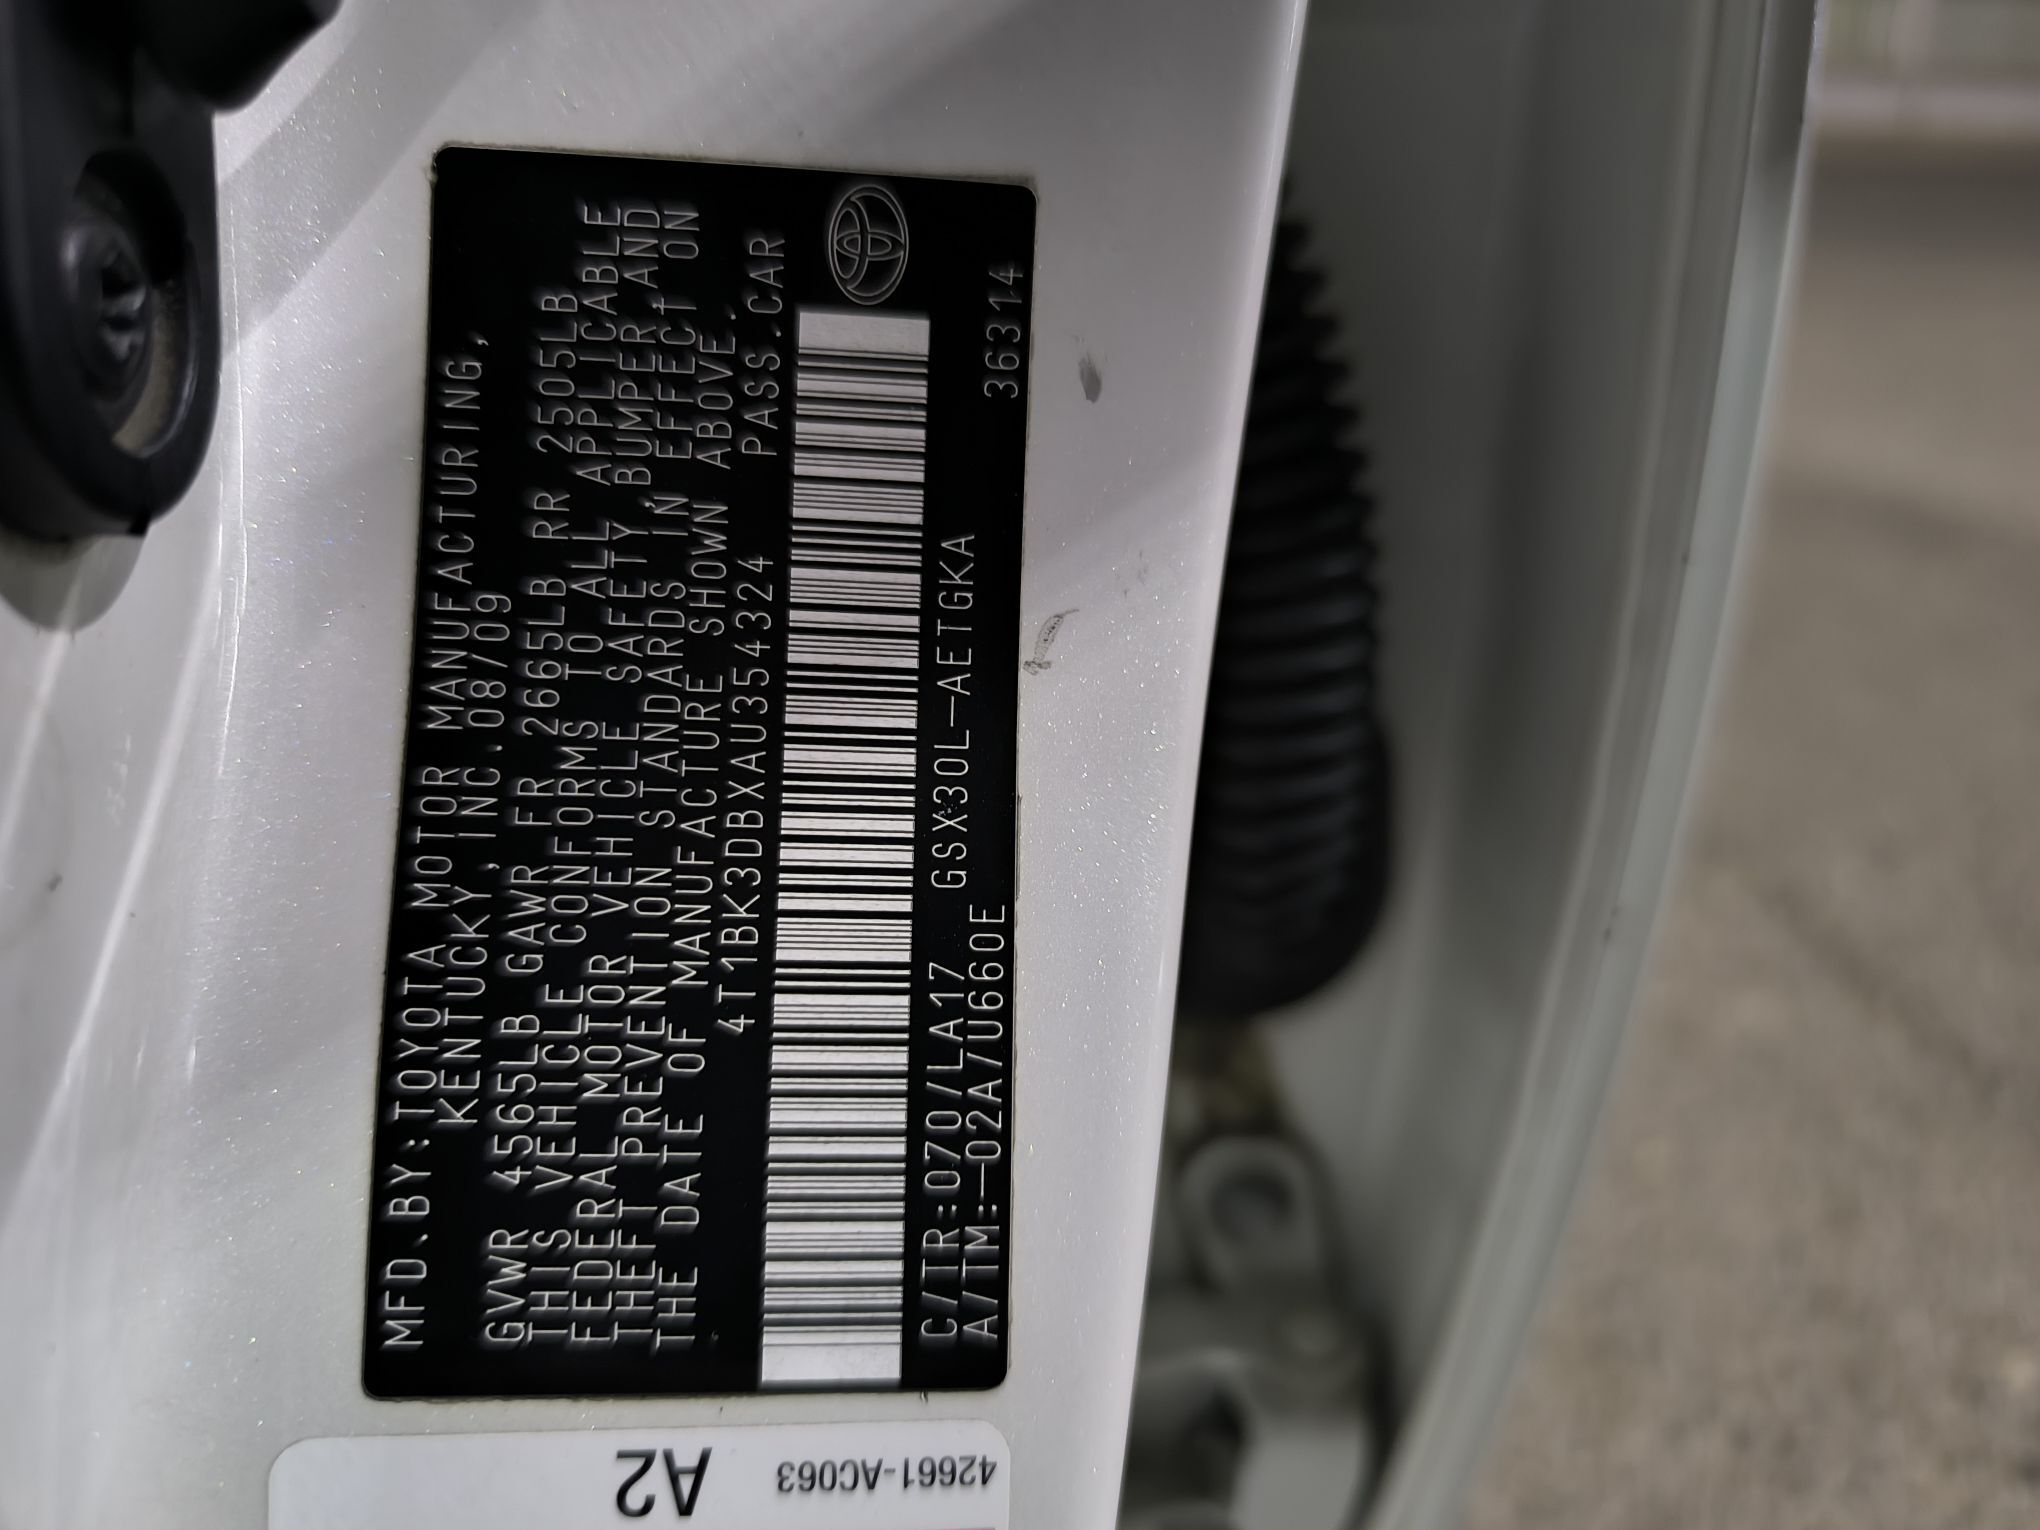 MFD.BY:TOYOTA MOTOR MANUFACTURING,
KENTUCKY,INC.08/09
GVWR 4565LB GAWR FR 2665LB RR 2505LB
THIS VEHICLE CONFORMS TO ALL APPLICABLE
FEDERAL MOTOR VEHICLE SAFETY,BUMPER,AND
THEFT PREVENTION STANDARDS IN EFFECT ON
THE DATE OF MANUFACTURE SHOWN ABOVE.
4T1BK3DBXAU354324 PASS.CAR
C/TR:070/LA17 GSX30L-AETGKA
A/TM:-02A/U660E 36314
A2
42661-AC063